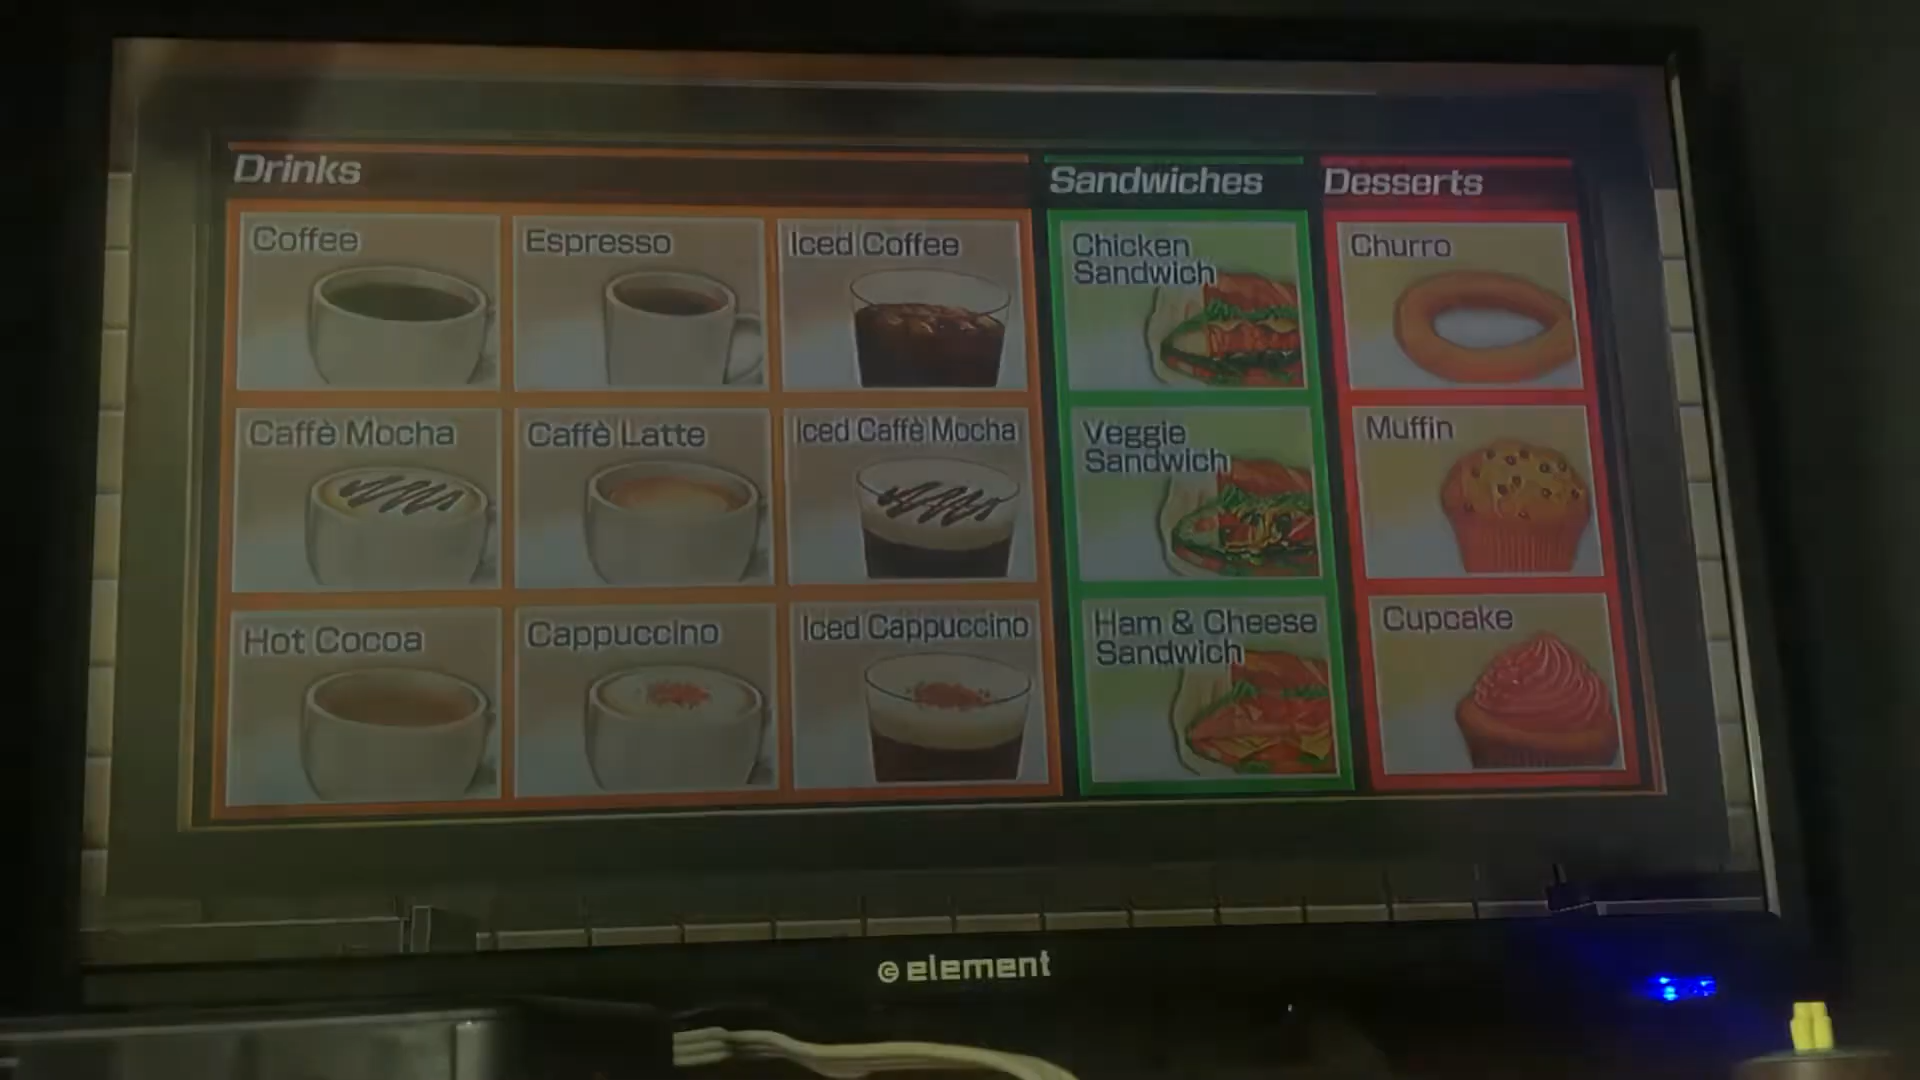 Drinks
Coffee
Espresso
Iced Coffee
Caffè Mocha
Caffè Latte
Iced Caffè Mocha
Hot Cocoa
Cappuccino
Iced Cappuccino
Sandwiches
Chicken
Sandwich
Veggie
Sandwich
Ham & Cheese
Sandwich
Desserts
Churro
Muffin
Cupcake
element